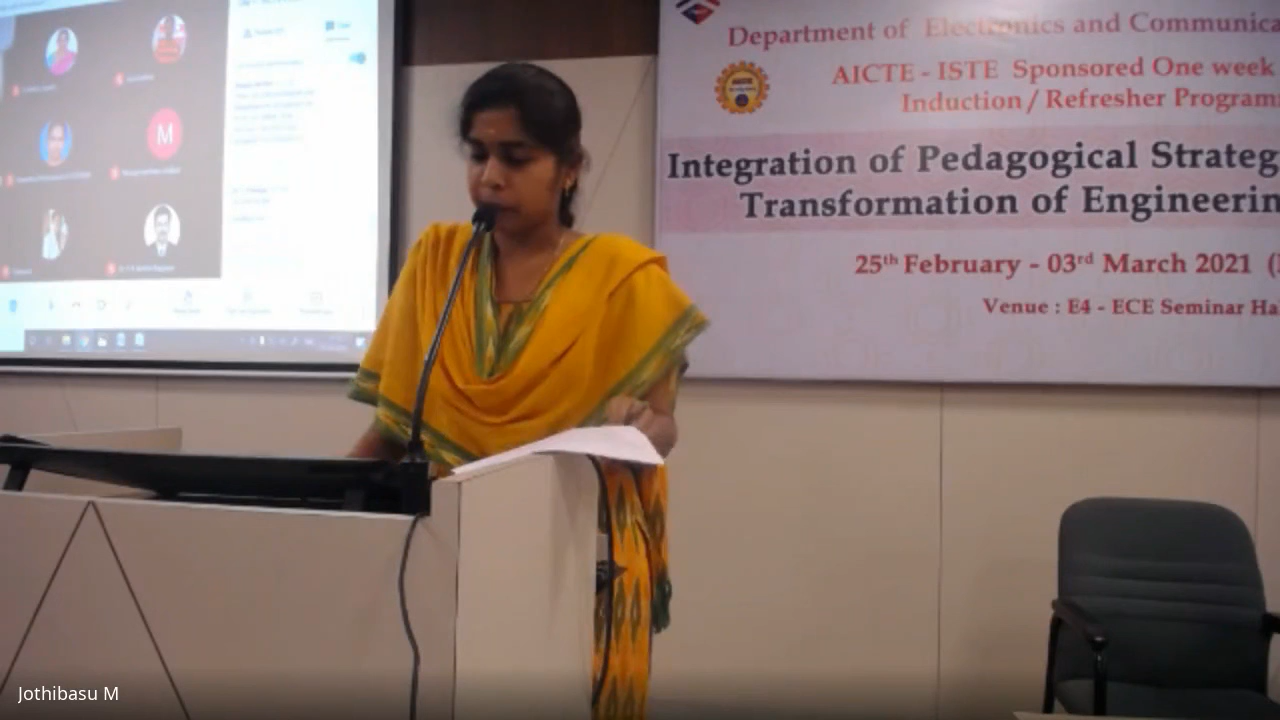 M
Department of Electronics and Communica
AICTE - ISTE Sponsored One week
Induction / Refresher Program
Integration of Pedagogical Strateg
Transformation of Engineerin
25th February - 03rd March 2021 (
Venue : E4 - ECE Seminar Ha
Jothibasu M